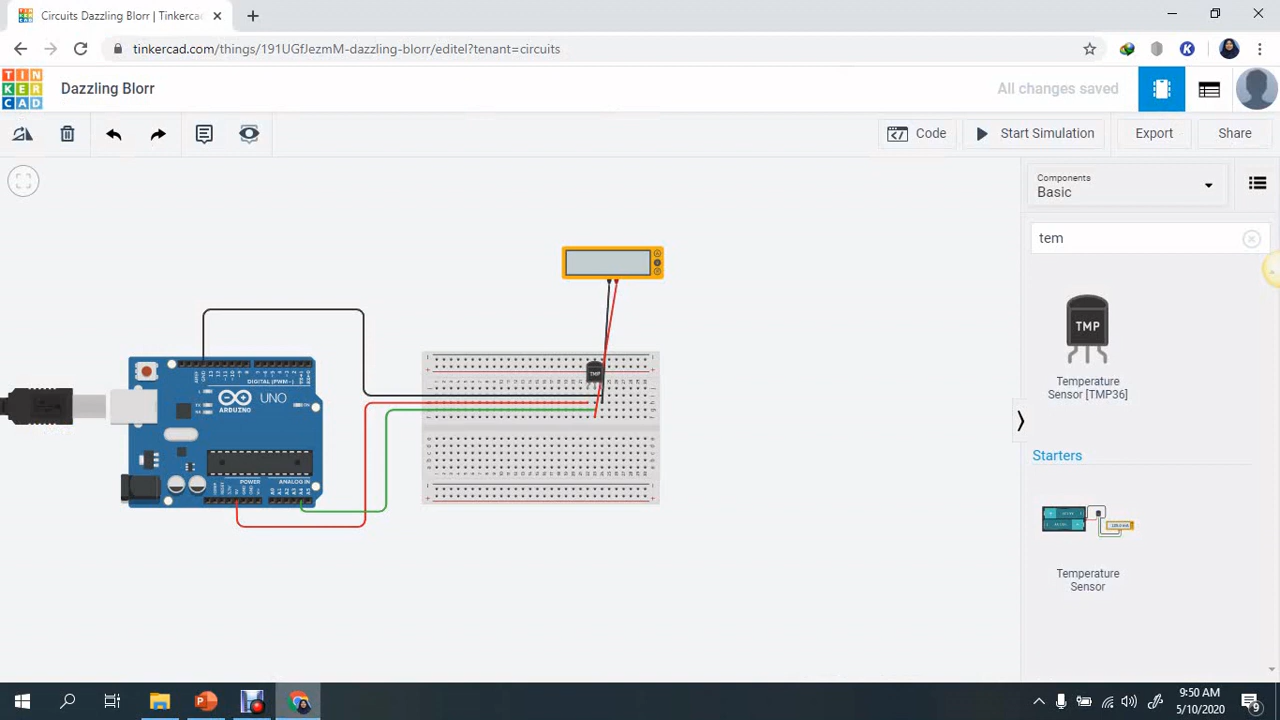 Circuits Dazzling Blorr | Tinkercad
tinkercad.com/things/191UGfJezmM-dazzling-blorr/editel?tenant=circuits
K
TIN
KER
CAD
Dazzling Blorr
All changes saved
Code
Start Simulation
Export
Share
Components
Basic
tem
TMP
Temperature
Sensor [TMP36]
Starters
Temperature
Sensor
TMP
DIGITAL (PWM~)
UNO
ARDUINO
POWER
ANALOG IN
9:50 AM
5/10/2020
9